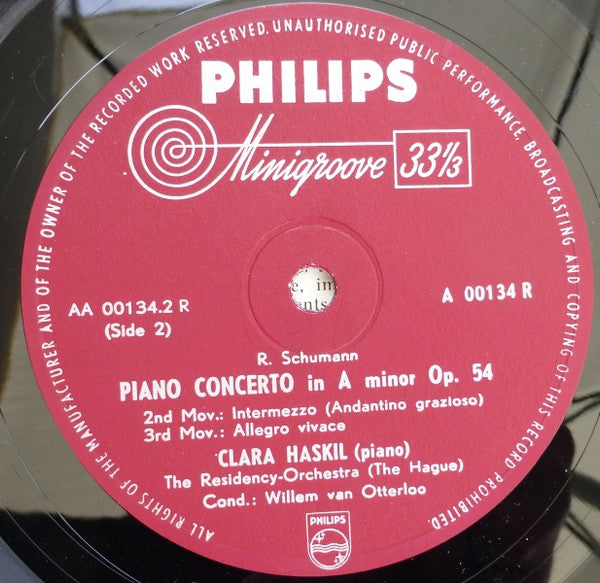 ALL RIGHTS OF THE MANUFACTURER AND OF THE OWNER OF THE RECORDED WORK RESERVED. UNAUTHORISED PUBLIC PERFORMANCE, BROADCASTING AND COPYING OF THIS RECORD PROHIBITED.
PHILIPS
Minigroove 33⅓
AA 00134.2 R
(Side 2)
A 00134 R
R. Schumann
PIANO CONCERTO in A minor Op. 54
2nd Mov.: Intermezzo (Andantino grazioso)
3rd Mov.: Allegro vivace
CLARA HASKIL (piano)
The Residency-Orchestra (The Hague)
Cond.: Willem van Otterloo
PHILIPS